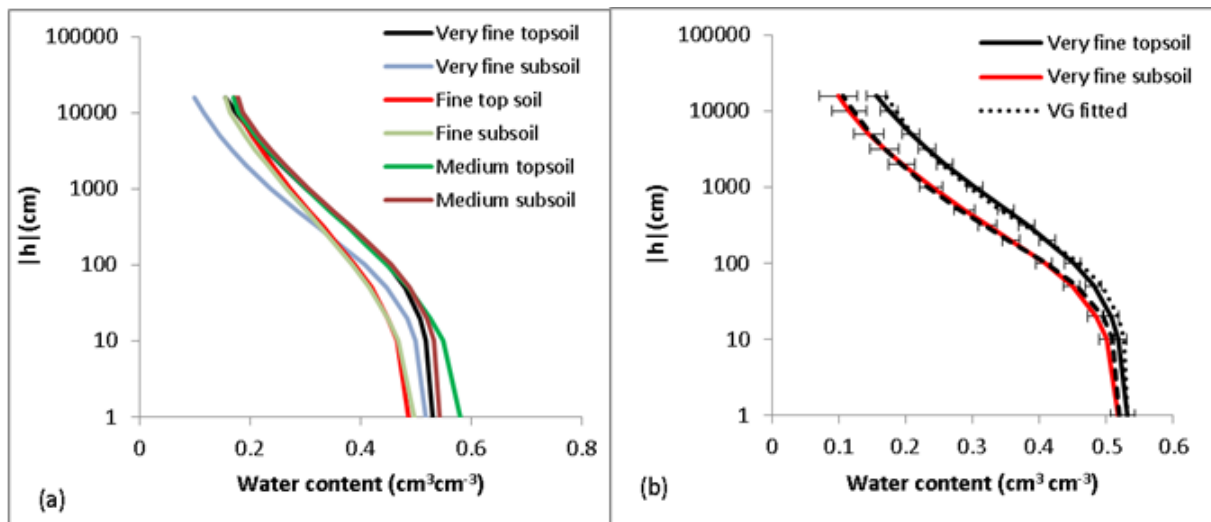 100000
10000
1000
100
10
1
|h|(cm)
0
0.2
0.4
0.6
0.8
Water content (cm³cm⁻³)
(a)
Very fine topsoil
Very fine subsoil
Fine top soil
Fine subsoil
Medium topsoil
Medium subsoil
100000
10000
1000
100
10
1
|h|(cm)
0
0.1
0.2
0.3
0.4
0.5
0.6
Water content (cm³ cm⁻³)
(b)
Very fine topsoil
Very fine subsoil
VG fitted